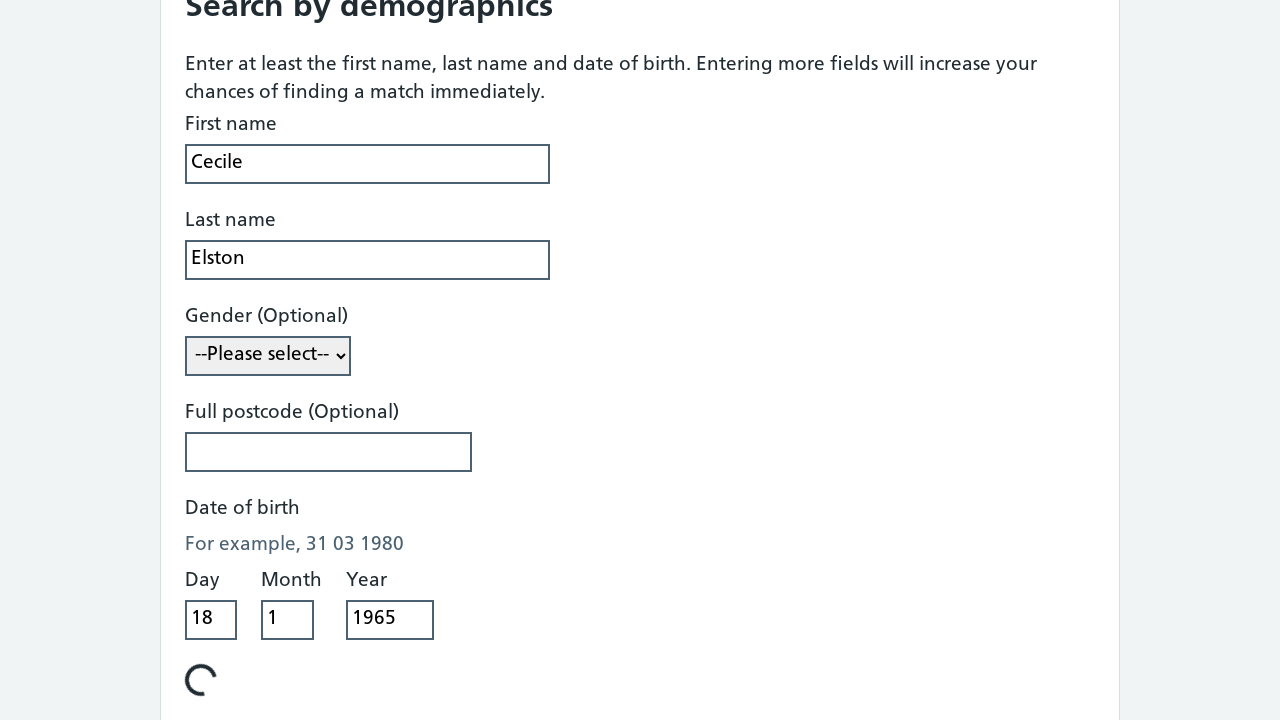 Search by demographics
Enter at least the first name, last name and date of birth. Entering more fields will increase your
chances of finding a match immediately.
First name
Cecile
Last name
Elston
Gender (Optional)
--Please select--
Full postcode (Optional)
Date of birth
For example, 31 03 1980
Day Month Year
18 1 1965